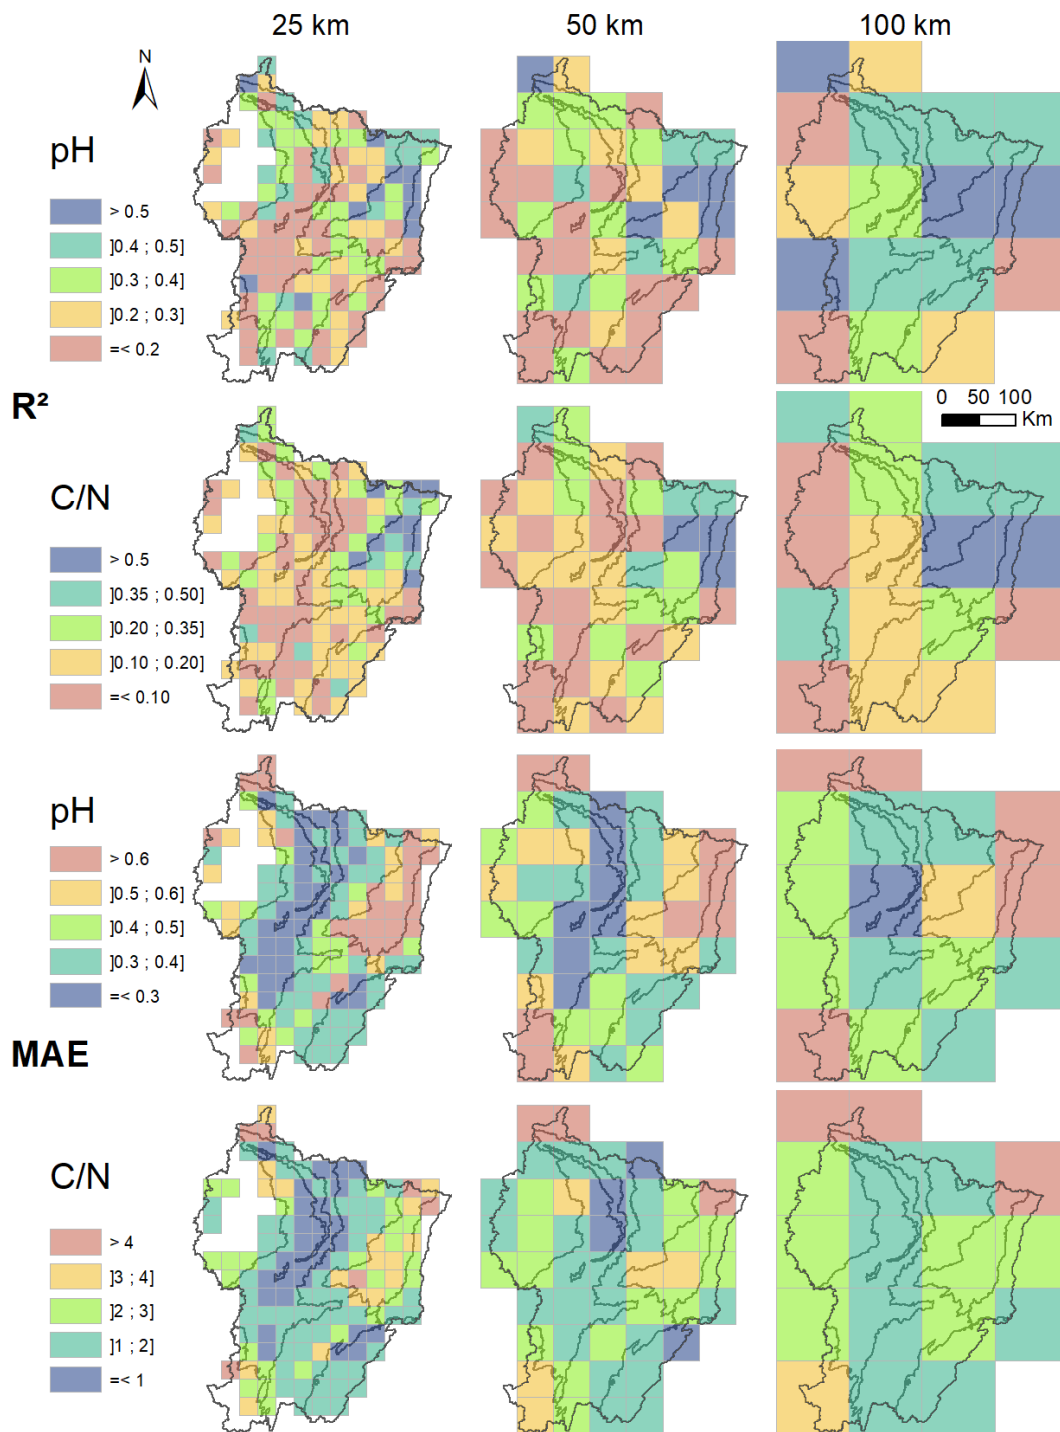 25 km
50 km
100 km
N
pH
> 0.5
]0.4 ; 0.5]
]0.3 ; 0.4]
]0.2 ; 0.3]
=< 0.2
R²
0 50 100
Km
C/N
> 0.5
]0.35 ; 0.50]
]0.20 ; 0.35]
]0.10 ; 0.20]
=< 0.10
pH
> 0.6
]0.5 ; 0.6]
]0.4 ; 0.5]
]0.3 ; 0.4]
=< 0.3
MAE
C/N
> 4
]3 ; 4]
]2 ; 3]
]1 ; 2]
=< 1